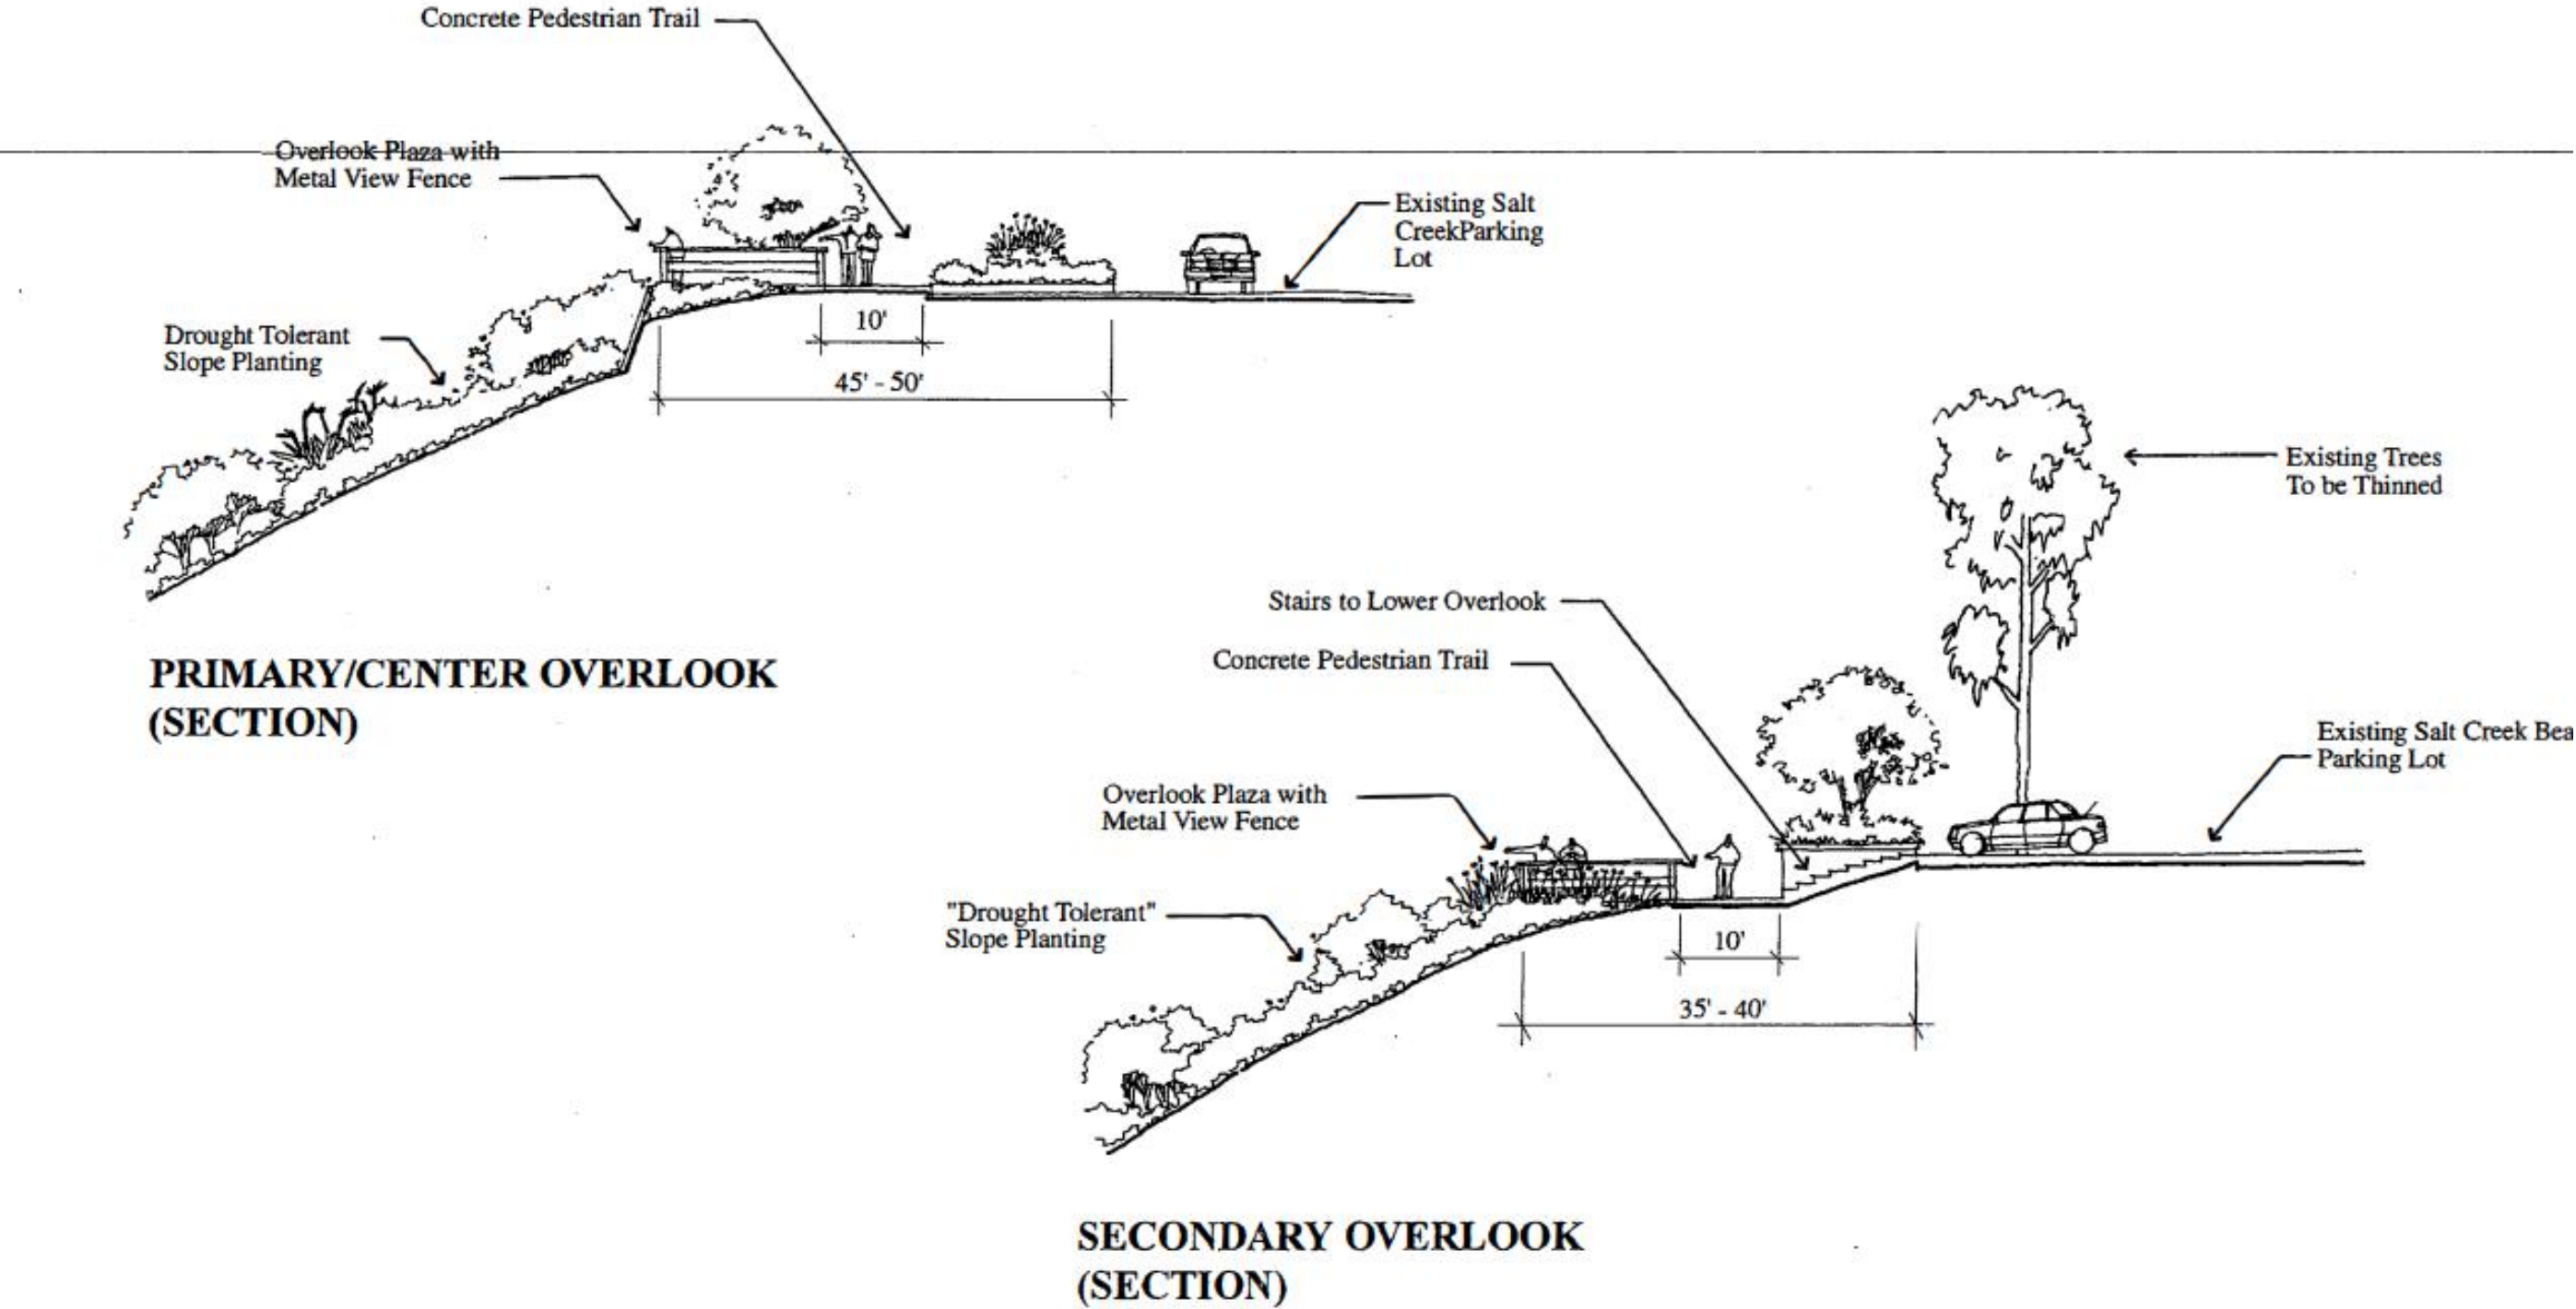 Concrete Pedestrian Trail
Overlook Plaza with
Metal View Fence
Existing Salt
CreekParking
Lot
Drought Tolerant
Slope Planting
10'
45' - 50'
PRIMARY/CENTER OVERLOOK
(SECTION)
Existing Trees
To be Thinned
Stairs to Lower Overlook
Concrete Pedestrian Trail
Existing Salt Creek Bea
Parking Lot
Overlook Plaza with
Metal View Fence
"Drought Tolerant"
Slope Planting
10'
35' - 40'
SECONDARY OVERLOOK
(SECTION)